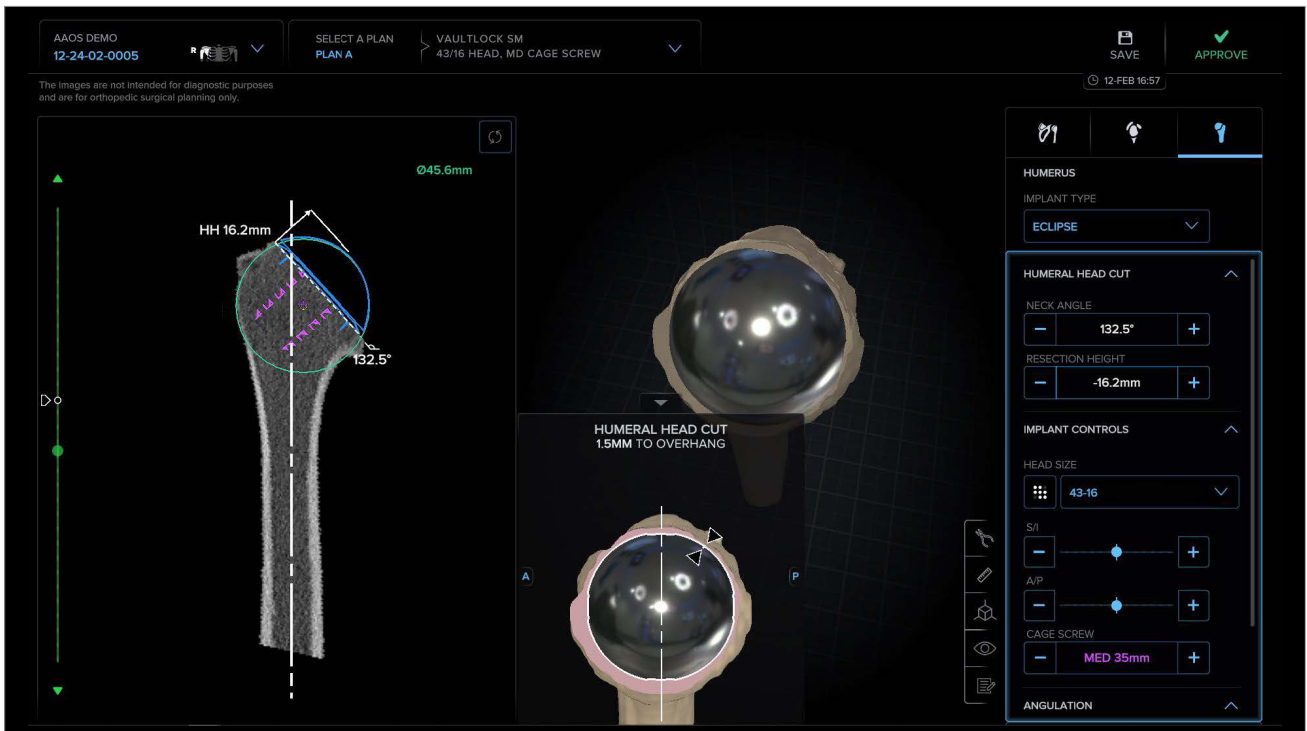 AAOS DEMO
12-24-02-0005
R
SELECT A PLAN
PLAN A
VAULTLOCK SM
43/16 HEAD, MD CAGE SCREW
SAVE
APPROVE
12-FEB 16:57
The images are not intended for diagnostic purposes
and are for orthopedic surgical planning only.
Ø45.6mm
HH 16.2mm
132.5°
HUMERAL HEAD CUT
1.5MM TO OVERHANG
A
P
HUMERUS
IMPLANT TYPE
ECLIPSE
HUMERAL HEAD CUT
NECK ANGLE
− 132.5° +
RESECTION HEIGHT
− -16.2mm +
IMPLANT CONTROLS
HEAD SIZE
43-16
S/I
− +
A/P
− +
CAGE SCREW
− MED 35mm +
ANGULATION